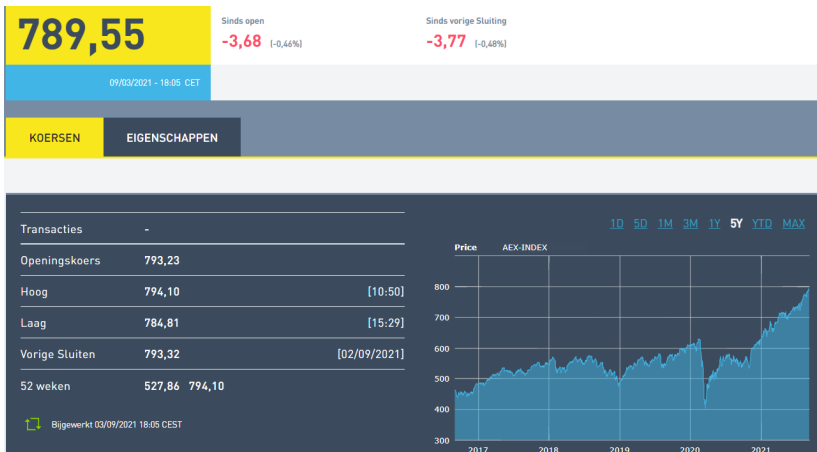 789,55
Sinds open
-3,68 (-0,46%)
Sinds vorige Sluiting
-3,77 (-0,48%)
09/03/2021 - 18:05 CET
KOERSEN EIGENSCHAPPEN
Transacties -
Openingskoers 793,23
Hoog 794,10 [10:50]
Laag 784,81 [15:29]
Vorige Sluiten 793,32 [02/09/2021]
52 weken 527,86 794,10
Bijgewerkt 03/09/2021 18:05 CEST
1D 5D 1M 3M 1Y 5Y YTD MAX
Price AEX-INDEX
800
700
600
500
400
300
2017 2018 2019 2020 2021